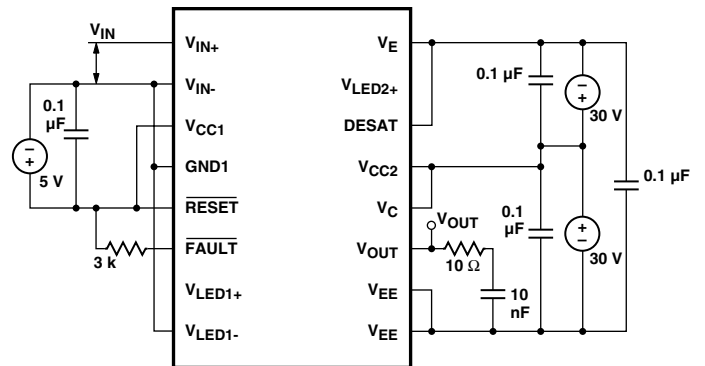 VIN
0.1
µF
− +
5 V
3 k
VIN+
VIN-
VCC1
GND1
RESET
FAULT
VLED1+
VLED1-
VE
VLED2+
DESAT
VCC2
VC
VOUT
VEE
VEE
VOUT
10 Ω
10
nF
0.1 µF
− +
30 V
0.1
µF
+ −
30 V
0.1 µF